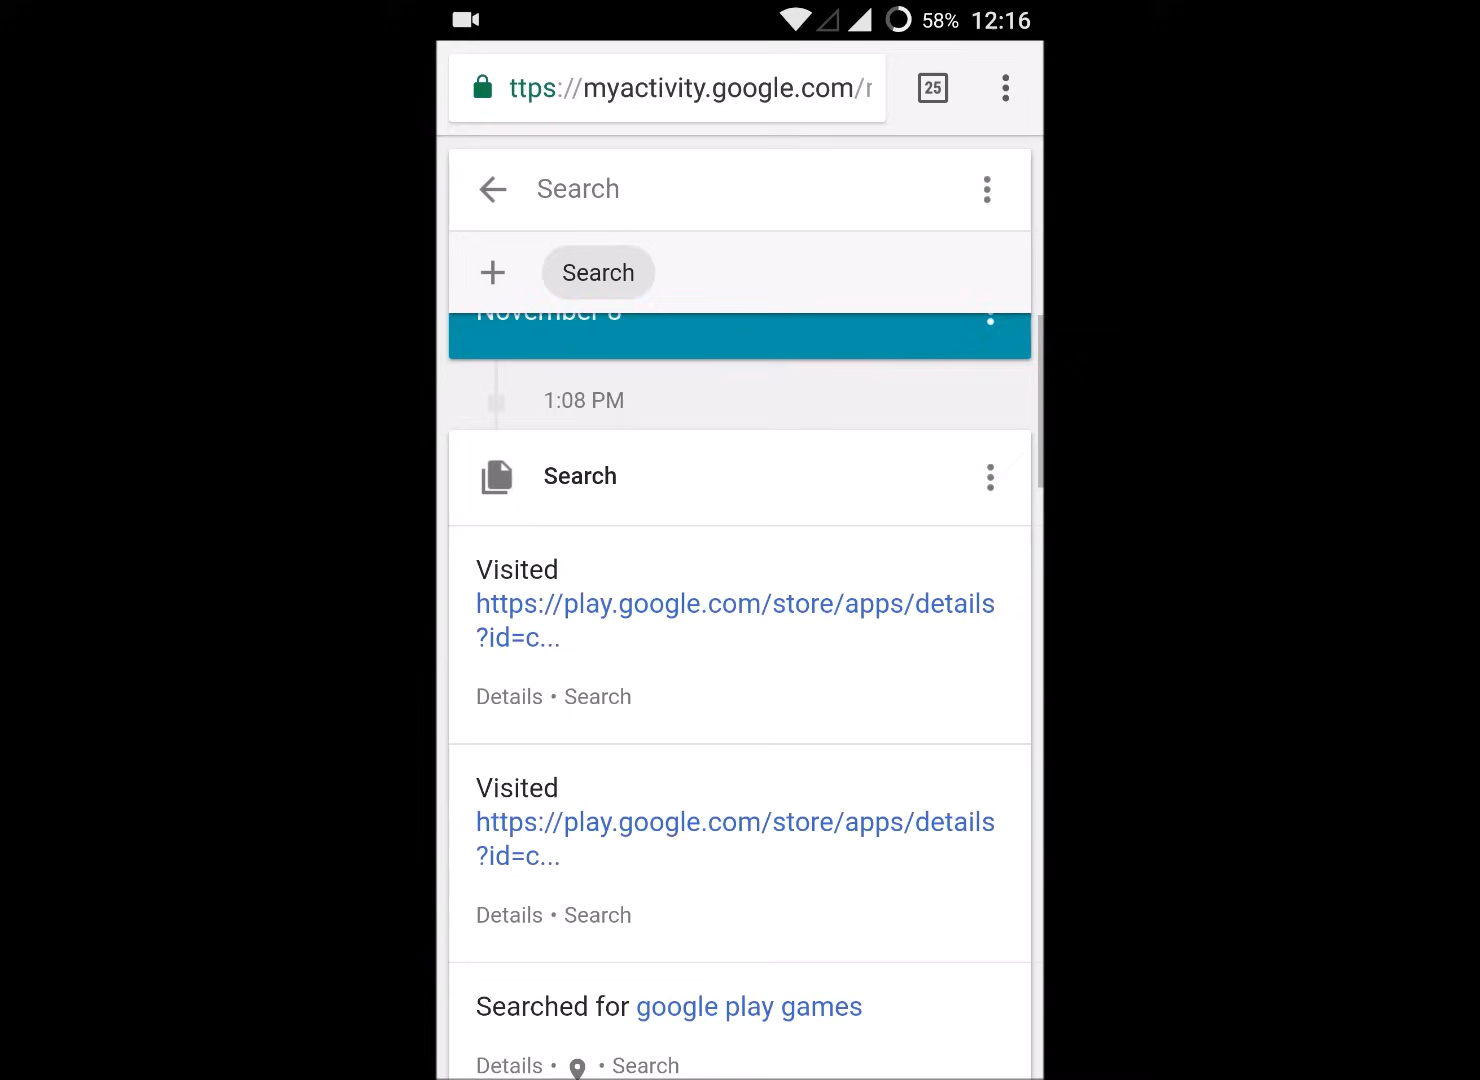 58% 12:16
ttps://myactivity.google.com/r
25
Search
Search
November 8
1:08 PM
Search
Visited
https://play.google.com/store/apps/details
?id=c...
Details • Search
Visited
https://play.google.com/store/apps/details
?id=c...
Details • Search
Searched for google play games
Details • • Search